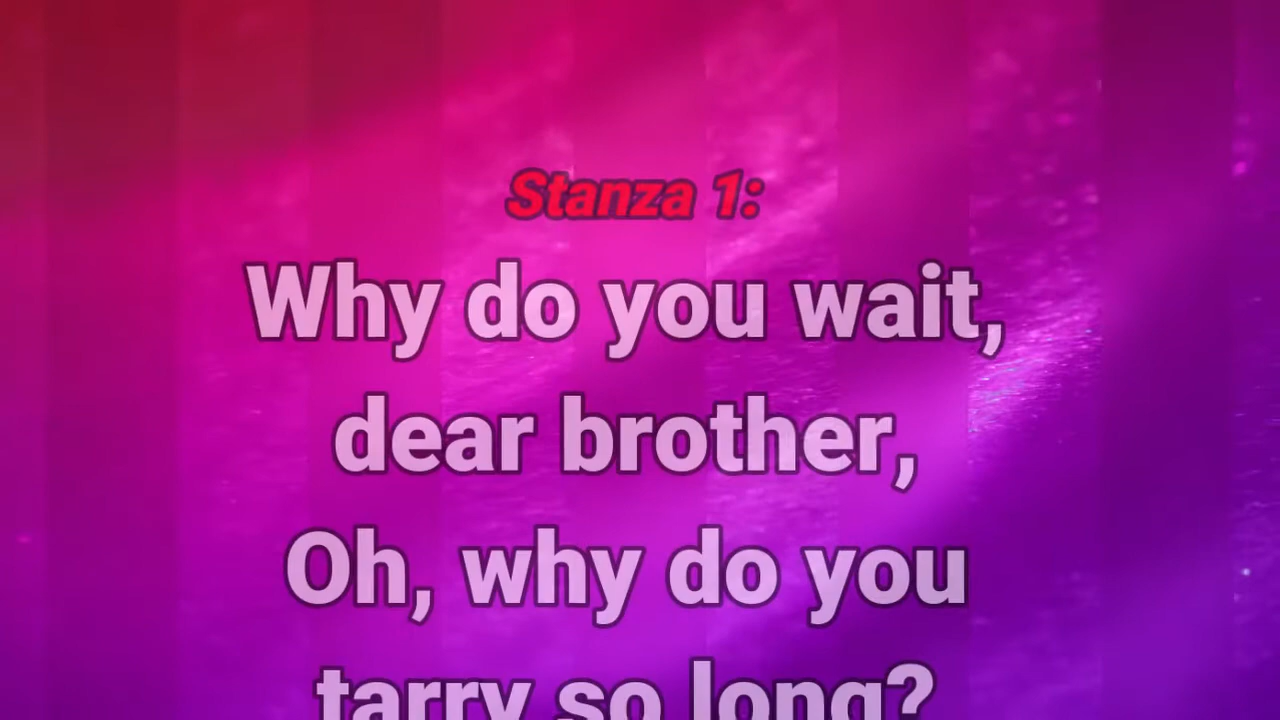 Stanza 1:
Why do you wait,
dear brother,
Oh, why do you
tarry so long?